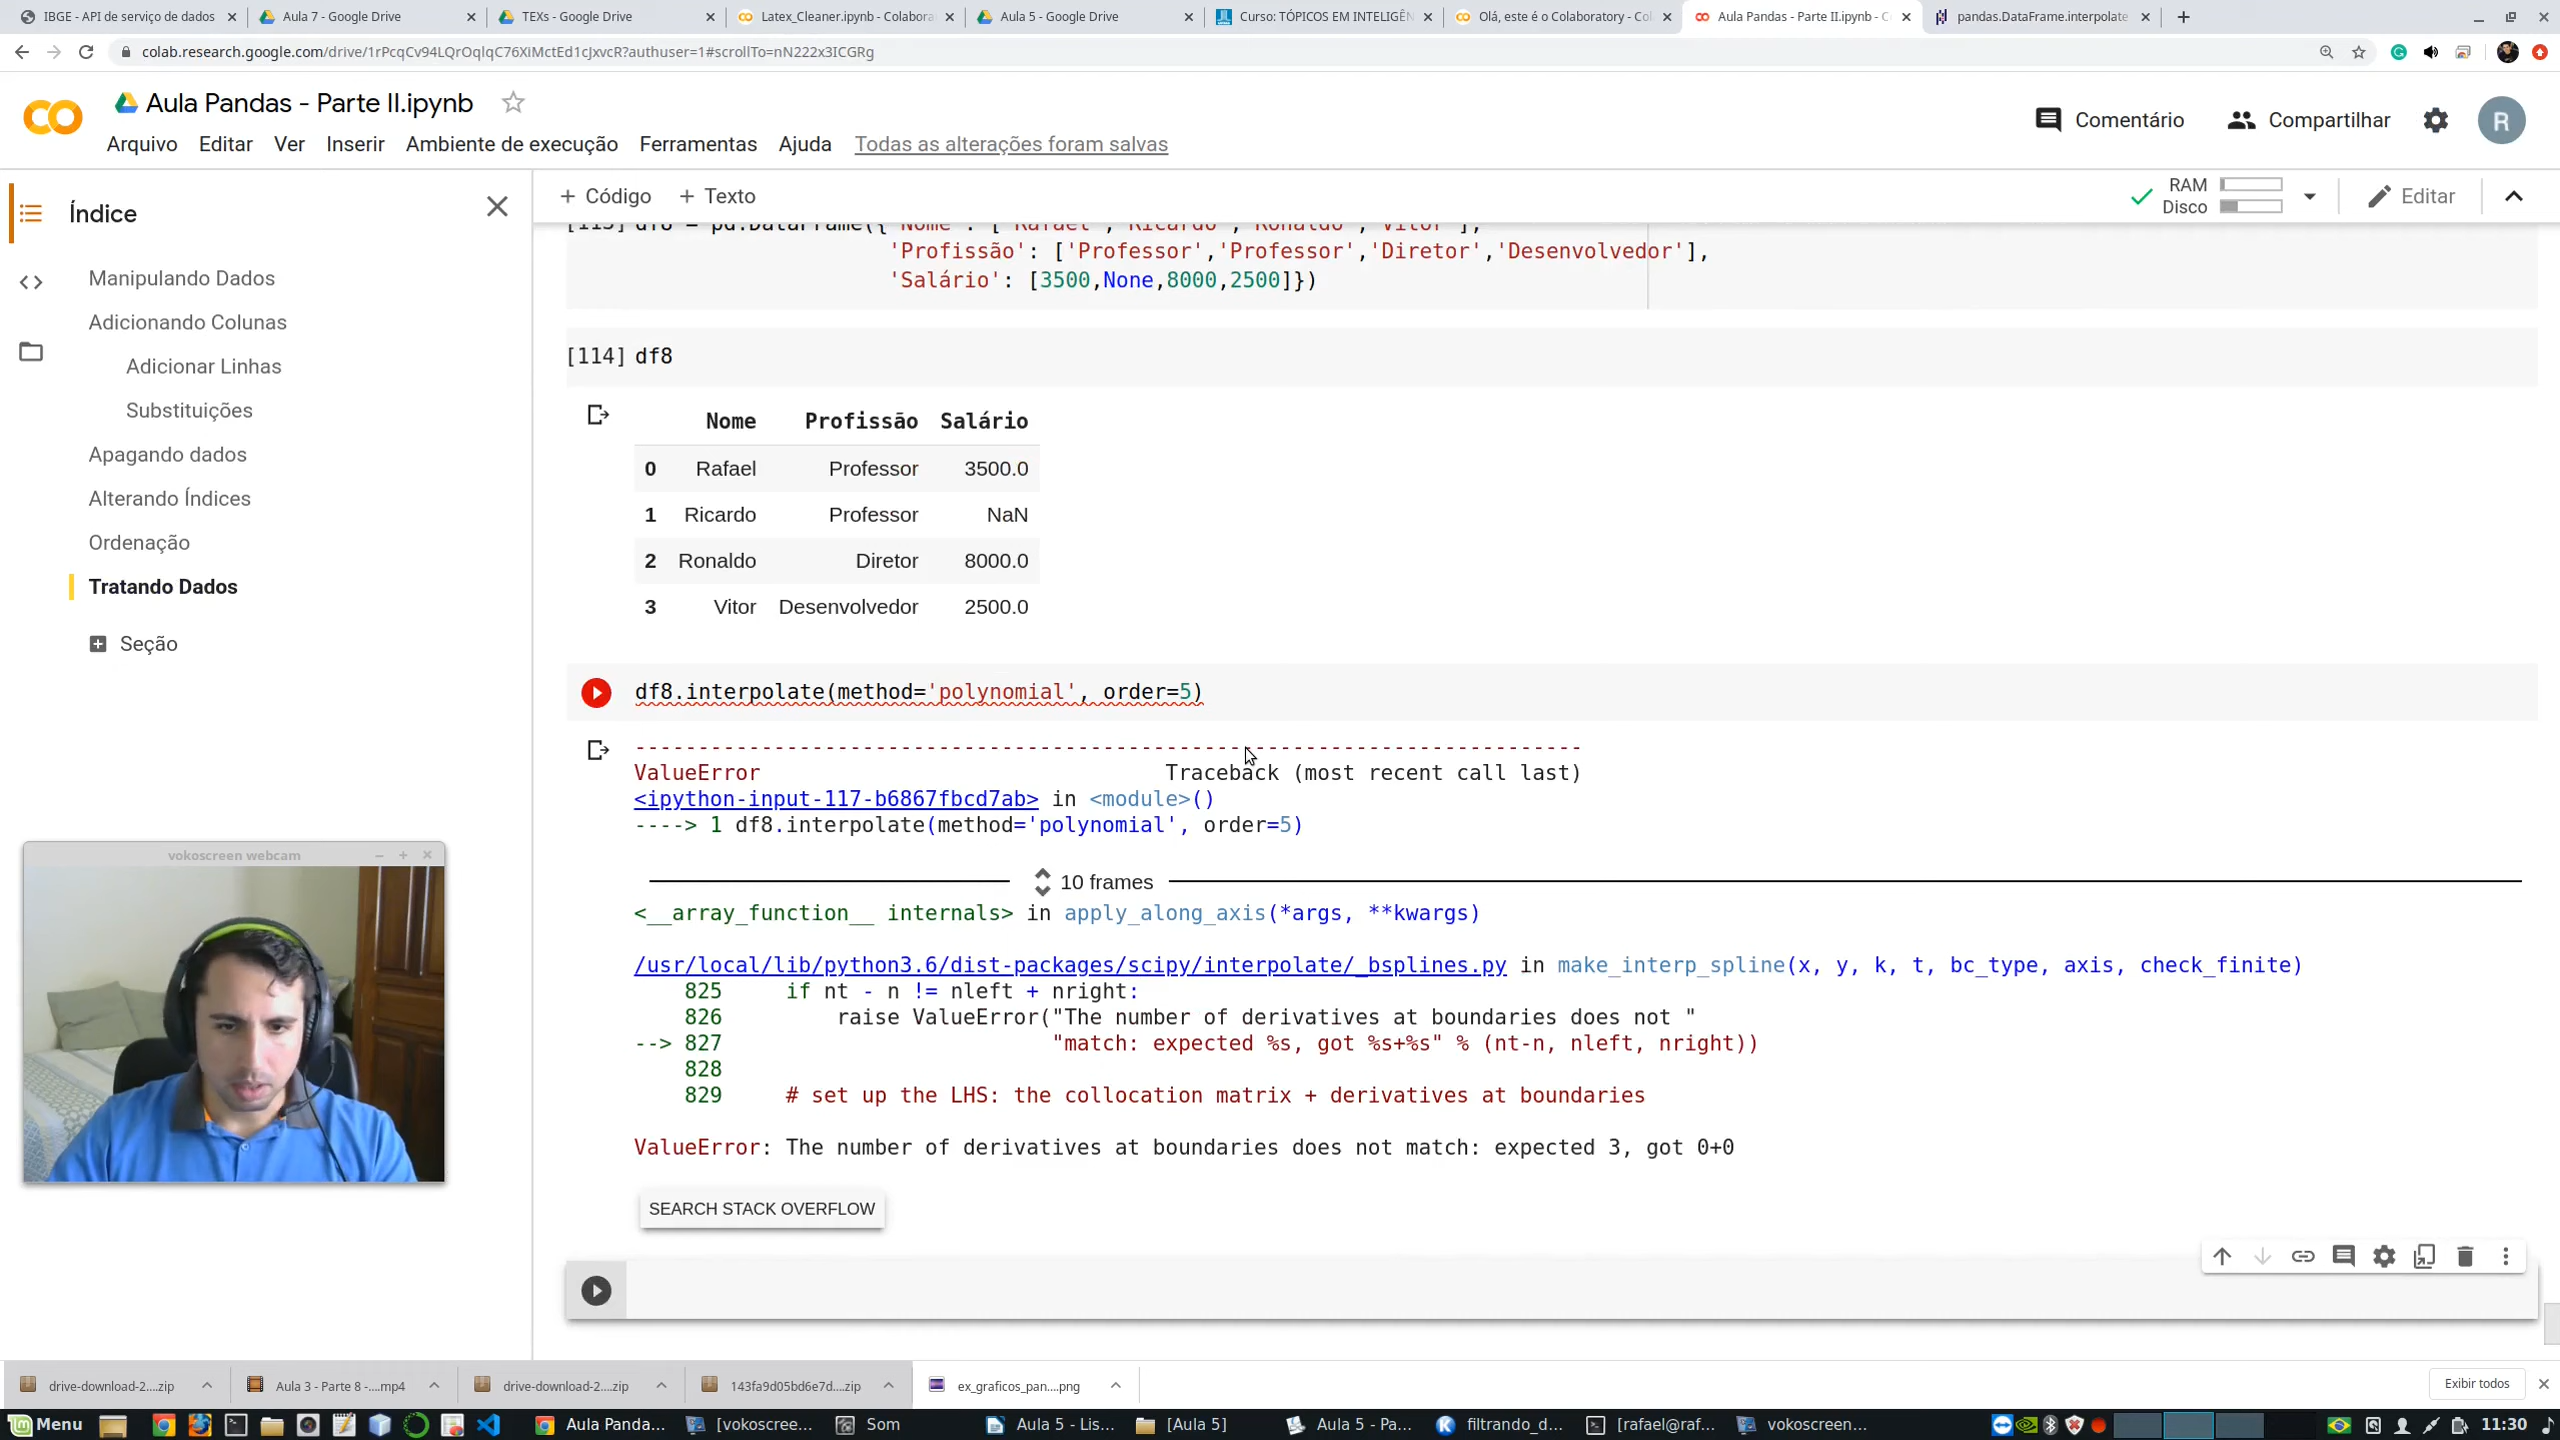 IBGE - API de serviço de dados
Aula 7 - Google Drive
TEXs - Google Drive
Latex_Cleaner.ipynb - Colabora
Aula 5 - Google Drive
Curso: TÓPICOS EM INTELIGÊN
Olá, este é o Colaboratory - Col
Aula Pandas - Parte II.ipynb - C
pandas.DataFrame.interpolate
colab.research.google.com/drive/1rPcqCv94LQrOqlqC76XiMctEd1cJxvcR?authuser=1#scrollTo=nN222x3ICGRg
Aula Pandas - Parte II.ipynb
Comentário
Compartilhar
R
Arquivo Editar Ver Inserir Ambiente de execução Ferramentas Ajuda Todas as alterações foram salvas
+ Código + Texto
RAM
Disco
Editar
Índice
Manipulando Dados
Adicionando Colunas
Adicionar Linhas
Substituições
Apagando dados
Alterando Índices
Ordenação
Tratando Dados
Seção
[113] df8 = pd.DataFrame({'Nome': ['Rafael','Ricardo','Ronaldo','Vitor'],
'Profissão': ['Professor','Professor','Diretor','Desenvolvedor'],
'Salário': [3500,None,8000,2500]})
[114] df8
Nome Profissão Salário
0 Rafael Professor 3500.0
1 Ricardo Professor NaN
2 Ronaldo Diretor 8000.0
3 Vitor Desenvolvedor 2500.0
df8.interpolate(method='polynomial', order=5)
---------------------------------------------------------------------------
ValueError Traceback (most recent call last)
<ipython-input-117-b6867fbcd7ab> in <module>()
----> 1 df8.interpolate(method='polynomial', order=5)
10 frames
<__array_function__ internals> in apply_along_axis(*args, **kwargs)
/usr/local/lib/python3.6/dist-packages/scipy/interpolate/_bsplines.py in make_interp_spline(x, y, k, t, bc_type, axis, check_finite)
825 if nt - n != nleft + nright:
826 raise ValueError("The number of derivatives at boundaries does not "
--> 827 "match: expected %s, got %s+%s" % (nt-n, nleft, nright))
828
829 # set up the LHS: the collocation matrix + derivatives at boundaries
ValueError: The number of derivatives at boundaries does not match: expected 3, got 0+0
SEARCH STACK OVERFLOW
vokoscreen webcam
drive-download-2....zip
Aula 3 - Parte 8 -....mp4
drive-download-2....zip
143fa9d05bd6e7d....zip
ex_graficos_pan....png
Exibir todos
Menu
Aula Panda...
[vokoscree...
Som
Aula 5 - Lis...
[Aula 5]
Aula 5 - Pa...
filtrando_d...
[rafael@raf...
vokoscreen...
11:30